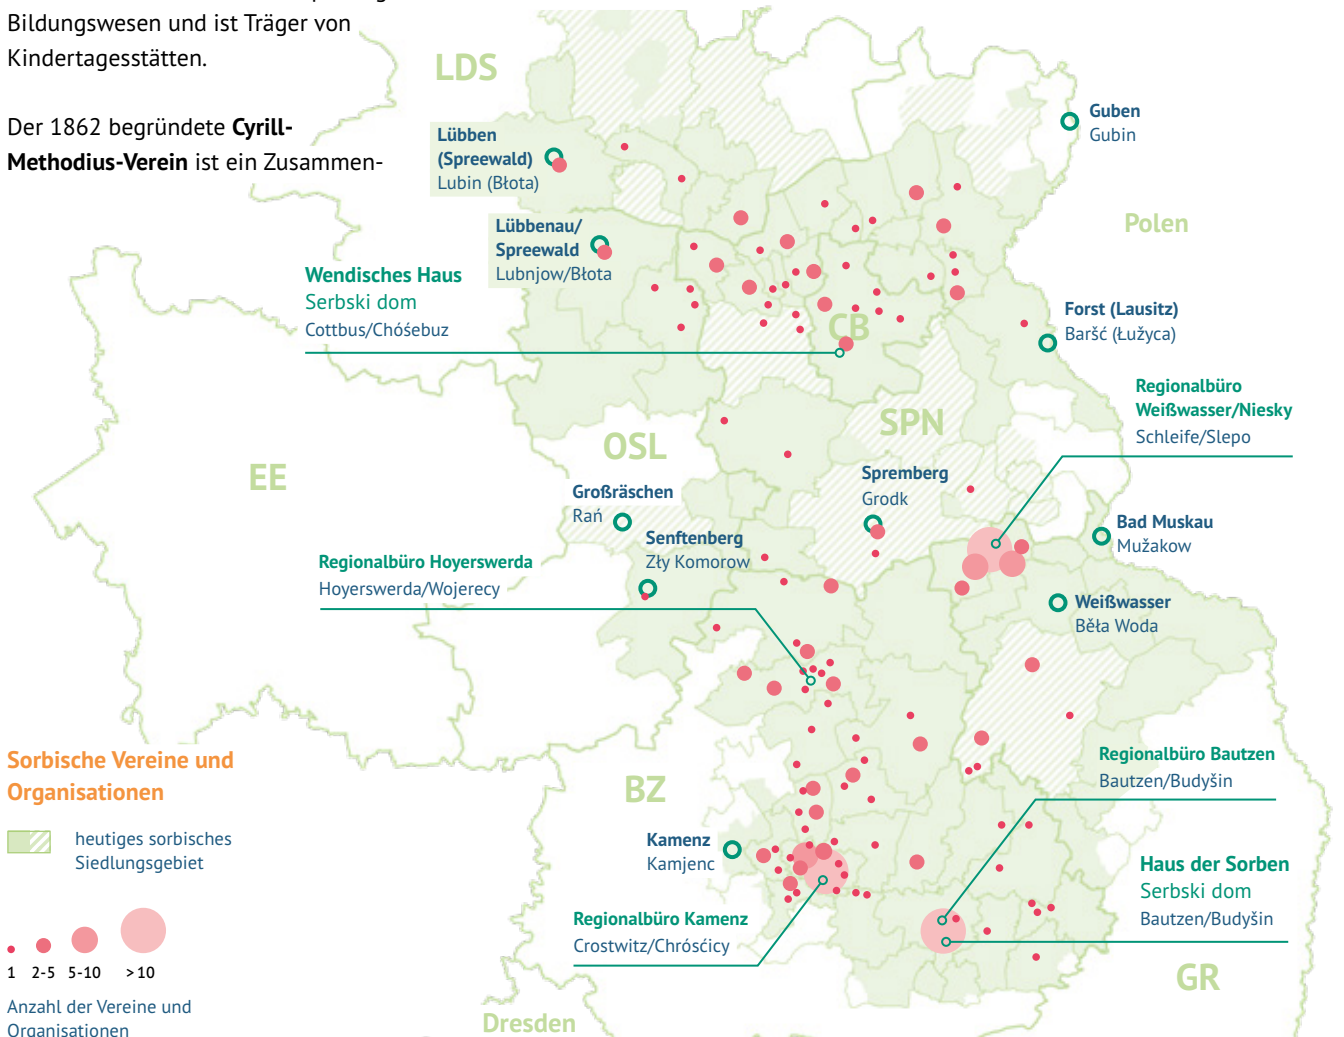 Bildungswesen und ist Träger von
Kindertagesstätten.
Der 1862 begründete Cyrill-
Methodius-Verein ist ein Zusammen-
LDS
Lübben
(Spreewald)
Lubin (Błota)
Guben
Gubin
Lübbenau/
Spreewald
Lubnjow/Błota
Polen
Wendisches Haus
Serbski dom
Cottbus/Chóśebuz
CB
Forst (Lausitz)
Baršć (Łužyca)
Regionalbüro
Weißwasser/Niesky
Schleife/Slepo
SPN
OSL
EE
Spremberg
Grodk
Großräschen
Rań
Senftenberg
Zły Komorow
Bad Muskau
Mužakow
Regionalbüro Hoyerswerda
Hoyerswerda/Wojerecy
Weißwasser
Běła Woda
Sorbische Vereine und
Organisationen
heutiges sorbisches
Siedlungsgebiet
1 2-5 5-10 >10
Anzahl der Vereine und
Organisationen
BZ
Regionalbüro Bautzen
Bautzen/Budyšin
Kamenz
Kamjenc
Haus der Sorben
Serbski dom
Bautzen/Budyšin
Regionalbüro Kamenz
Crostwitz/Chrósćicy
GR
Dresden